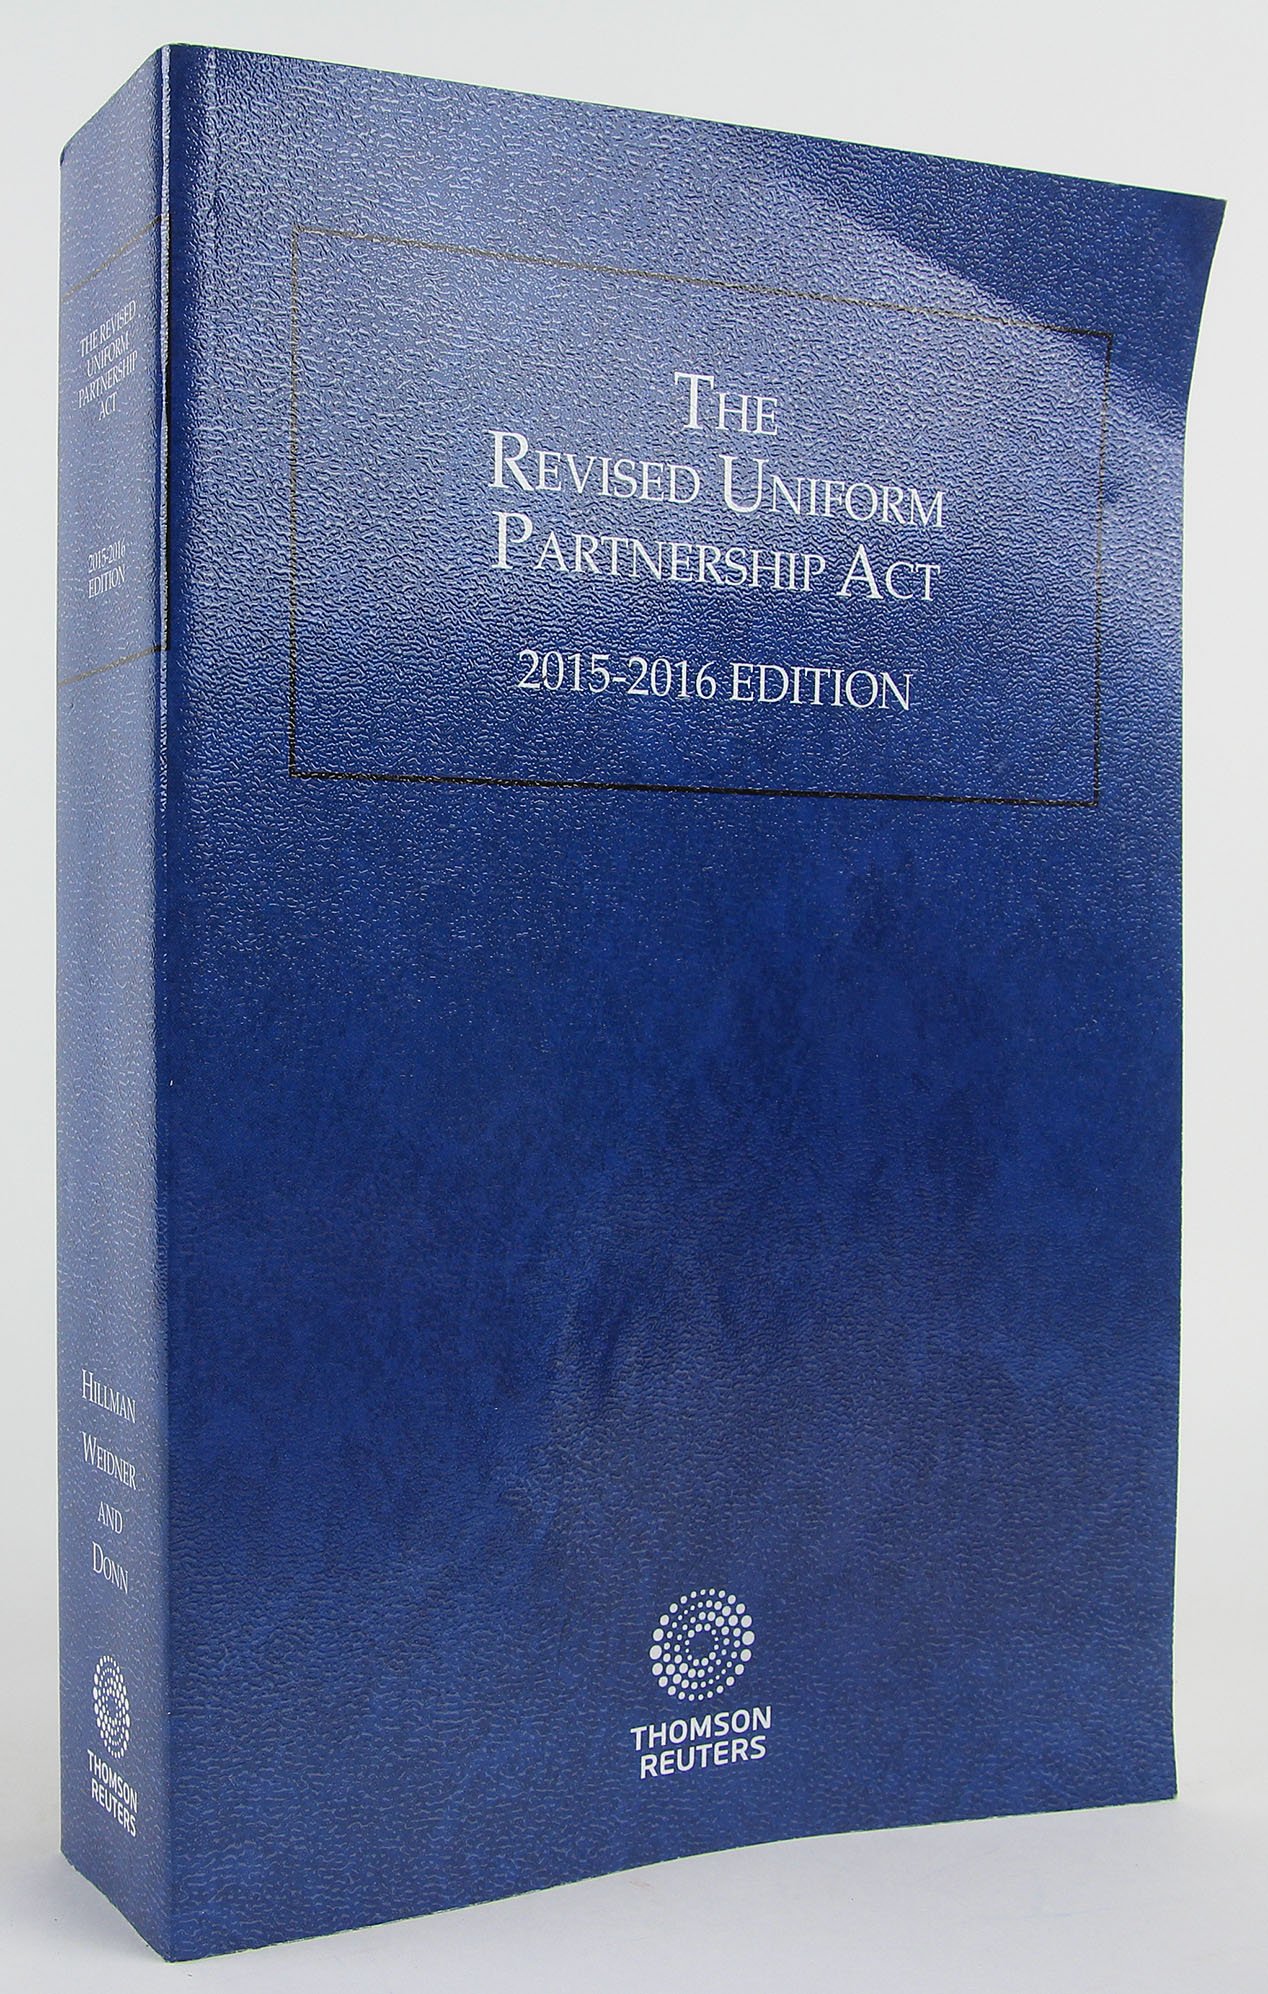 THE REVISED
UNIFORM
PARTNERSHIP
ACT
2015-2016
EDITION
HILLMAN
WEIDNER
AND
DONN
THOMSON
REUTERS
THE
REVISED UNIFORM
PARTNERSHIP ACT
2015-2016 EDITION
THOMSON
REUTERS